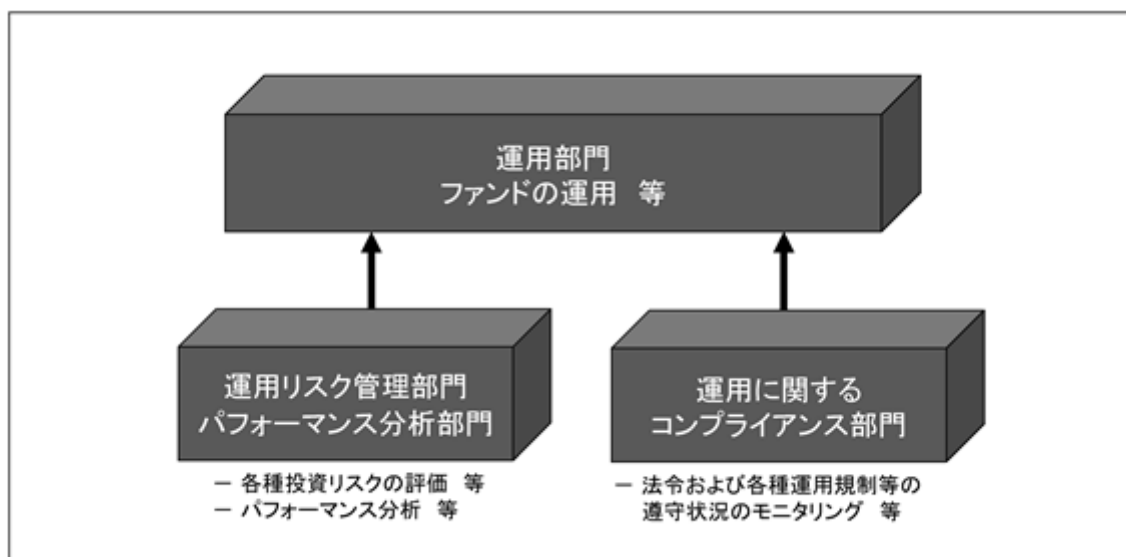 運用部門
ファンドの運用 等
運用リスク管理部門
パフォーマンス分析部門
運用に関する
コンプライアンス部門
－ 各種投資リスクの評価 等
－ パフォーマンス分析 等
－ 法令および各種運用規制等の
遵守状況のモニタリング 等